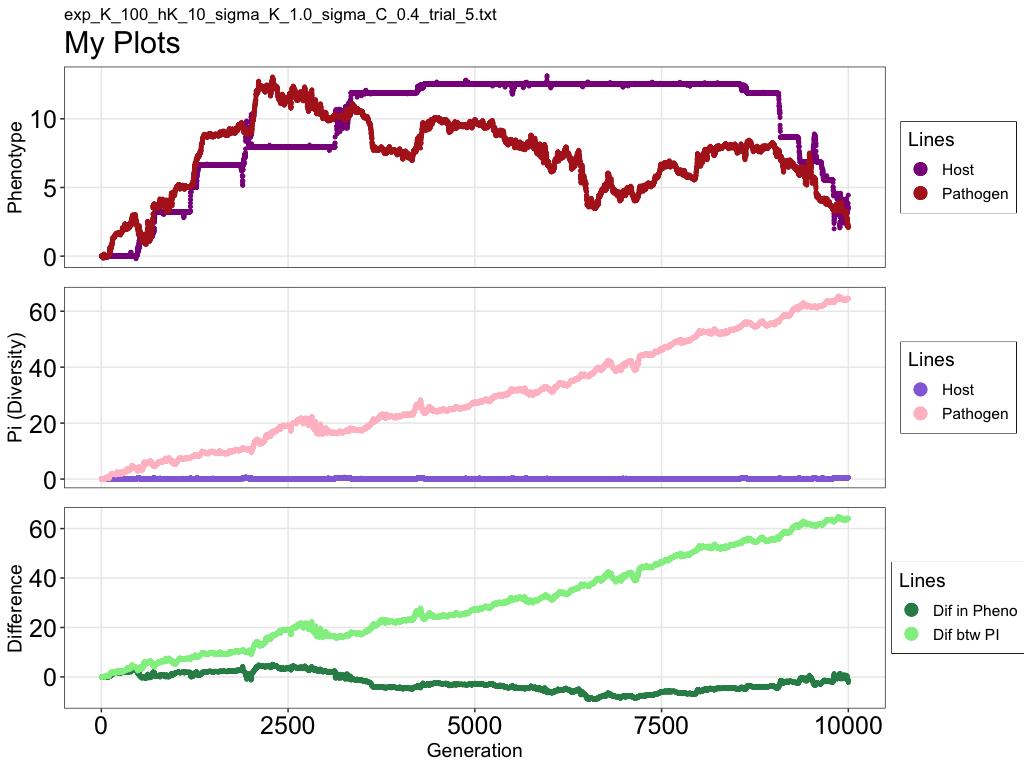 exp_K_100_hK_10_sigma_K_1.0_sigma_C_0.4_trial_5.txt
My Plots
Phenotype
10
5
0
Lines
Host
Pathogen
Pi (Diversity)
60
40
20
0
Lines
Host
Pathogen
Difference
60
40
20
0
Lines
Dif in Pheno
Dif btw PI
0 2500 5000 7500 10000
Generation